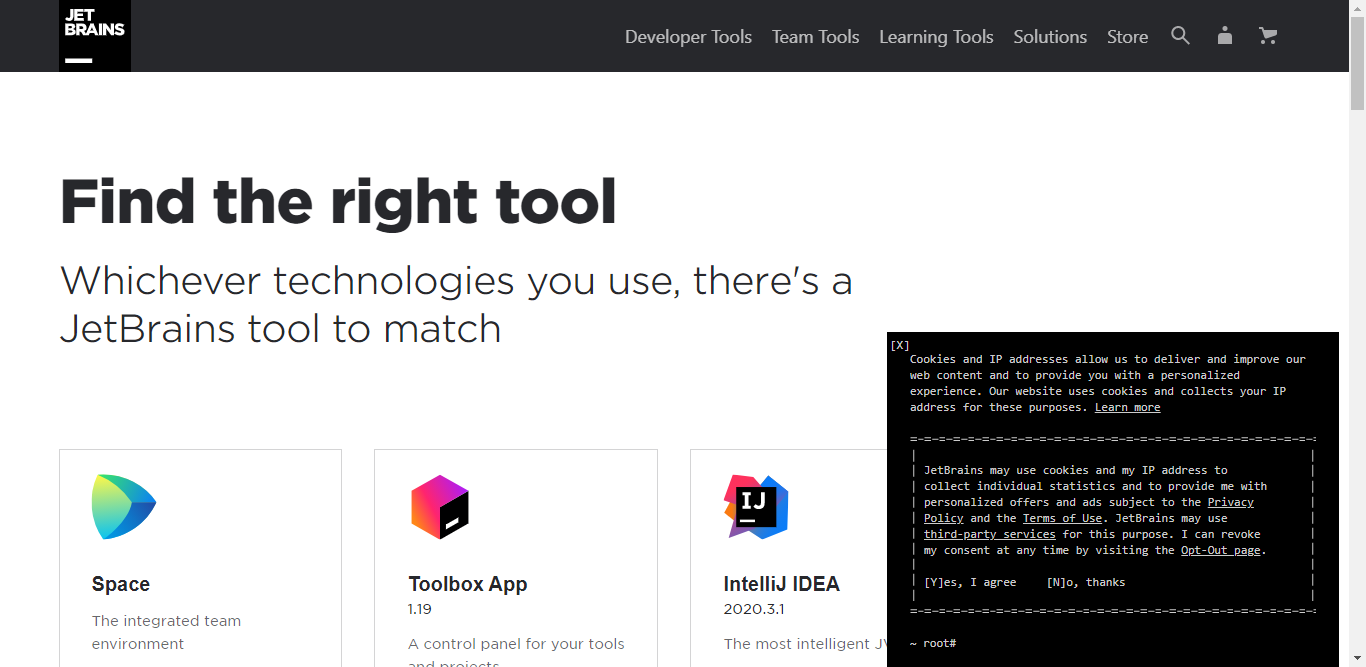 JET
BRAINS
Developer Tools Team Tools Learning Tools Solutions Store
Find the right tool
Whichever technologies you use, there's a
JetBrains tool to match
Space
The integrated team
environment
Toolbox App
1.19
A control panel for your tools
and projects
IJ
IntelliJ IDEA
2020.3.1
The most intelligent
[X]
Cookies and IP addresses allow us to deliver and improve our
web content and to provide you with a personalized
experience. Our website uses cookies and collects your IP
address for these purposes. Learn more
JetBrains may use cookies and my IP address to
collect individual statistics and to provide me with
personalized offers and ads subject to the Privacy
Policy and the Terms of Use. JetBrains may use
third-party services for this purpose. I can revoke
my consent at any time by visiting the Opt-Out page.
[Y]es, I agree [N]o, thanks
~ root#